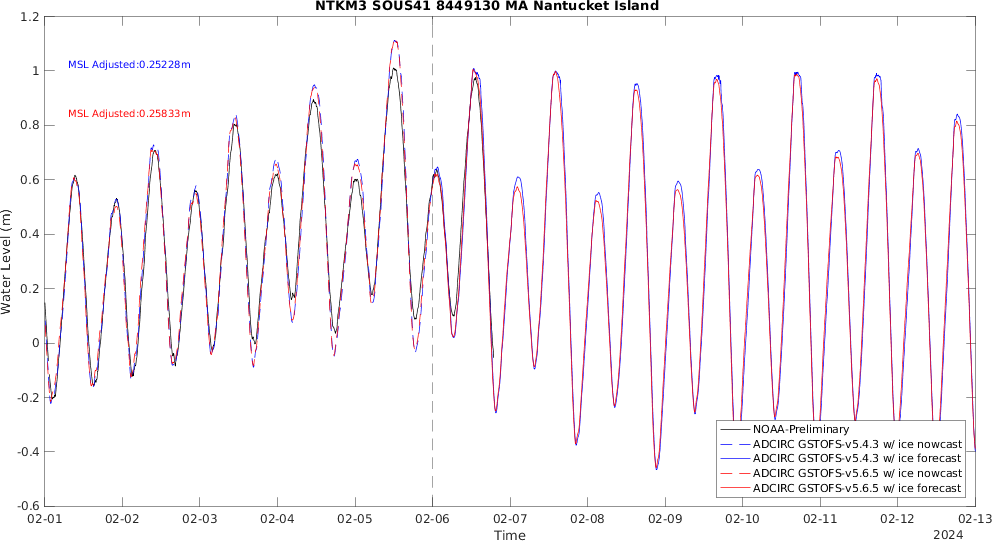 NTKM3 SOUS41 8449130 MA Nantucket Island
1.2
1
0.8
0.6
0.4
0.2
0
-0.2
-0.4
-0.6
Water Level (m)
MSL Adjusted:0.25228m
MSL Adjusted:0.25833m
NOAA-Preliminary
ADCIRC GSTOFS-v5.4.3 w/ ice nowcast
ADCIRC GSTOFS-v5.4.3 w/ ice forecast
ADCIRC GSTOFS-v5.6.5 w/ ice nowcast
ADCIRC GSTOFS-v5.6.5 w/ ice forecast
02-01 02-02 02-03 02-04 02-05 02-06 02-07 02-08 02-09 02-10 02-11 02-12 02-13
Time
2024